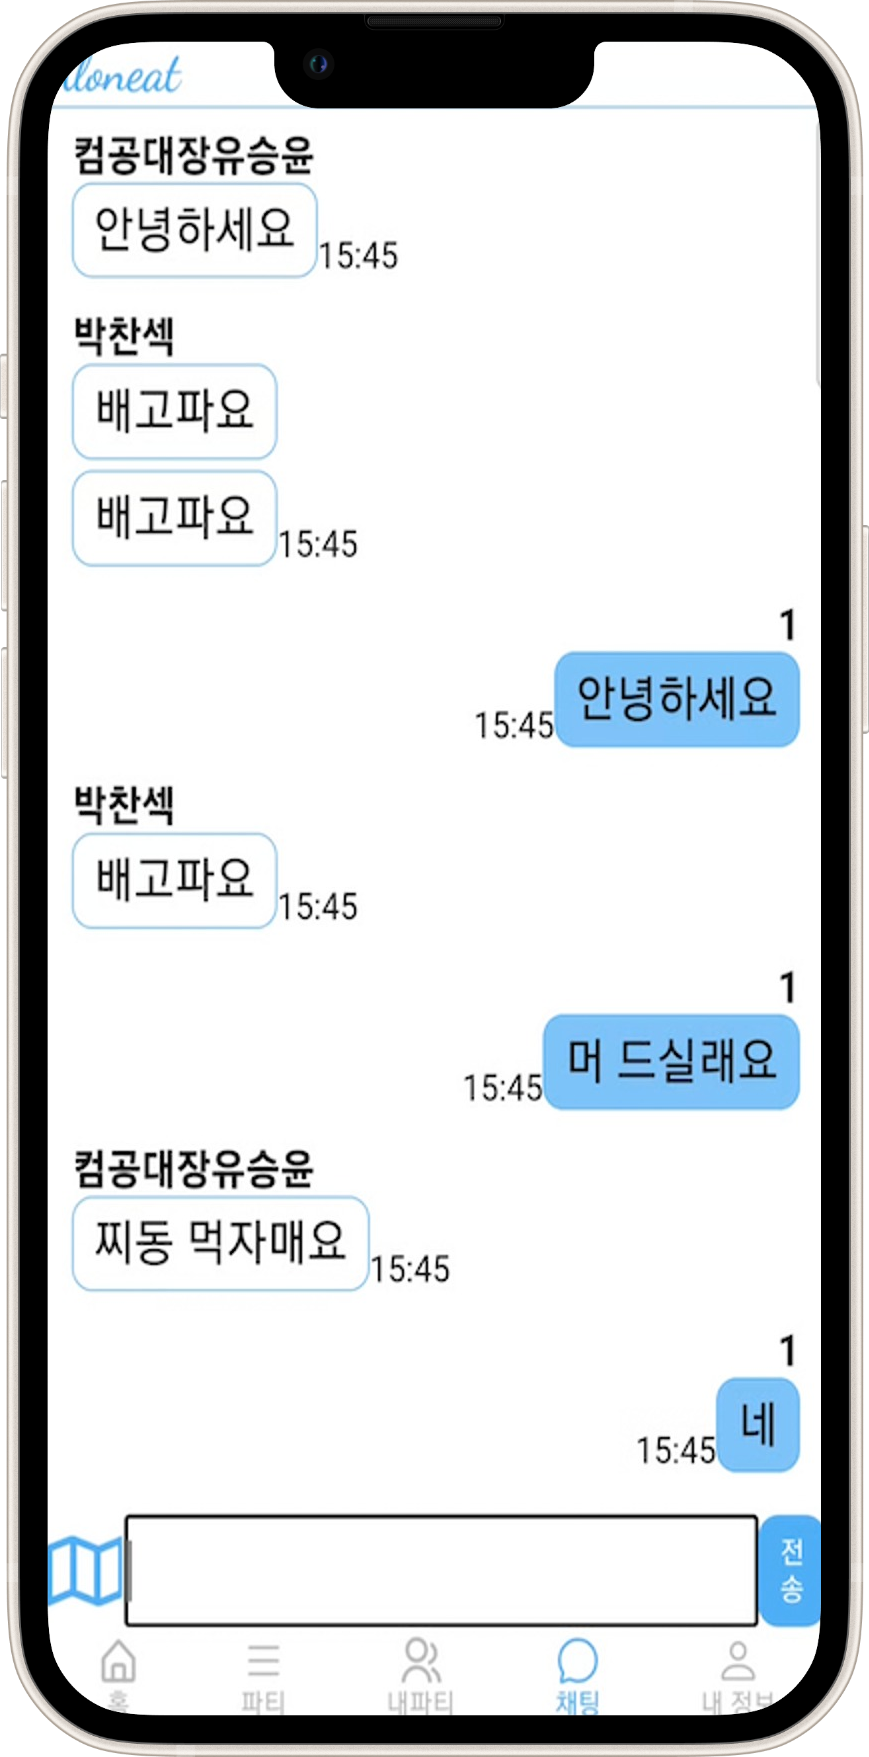 doneat
컴공대장유승윤
안녕하세요
15:45
박찬섹
배고파요
배고파요
15:45
1
15:45
안녕하세요
박찬섹
배고파요
15:45
1
15:45
머 드실래요
컴공대장유승윤
찌동 먹자매요
15:45
1
15:45
네
전
송
홈
파티
내파티
채팅
내 정보